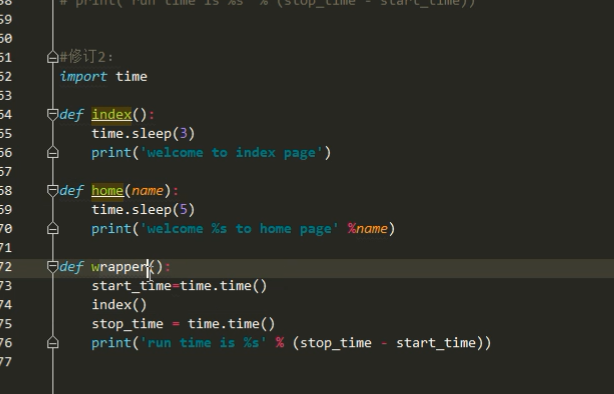 # print('run time is %s' % (stop_time - start_time))
59
60
61 #修订2:
62 import time
63
64 def index():
65 time.sleep(3)
66 print('welcome to index page')
67
68 def home(name):
69 time.sleep(5)
70 print('welcome %s to home page' %name)
71
72 def wrapper():
73 start_time=time.time()
74 index()
75 stop_time = time.time()
76 print('run time is %s' % (stop_time - start_time))
77